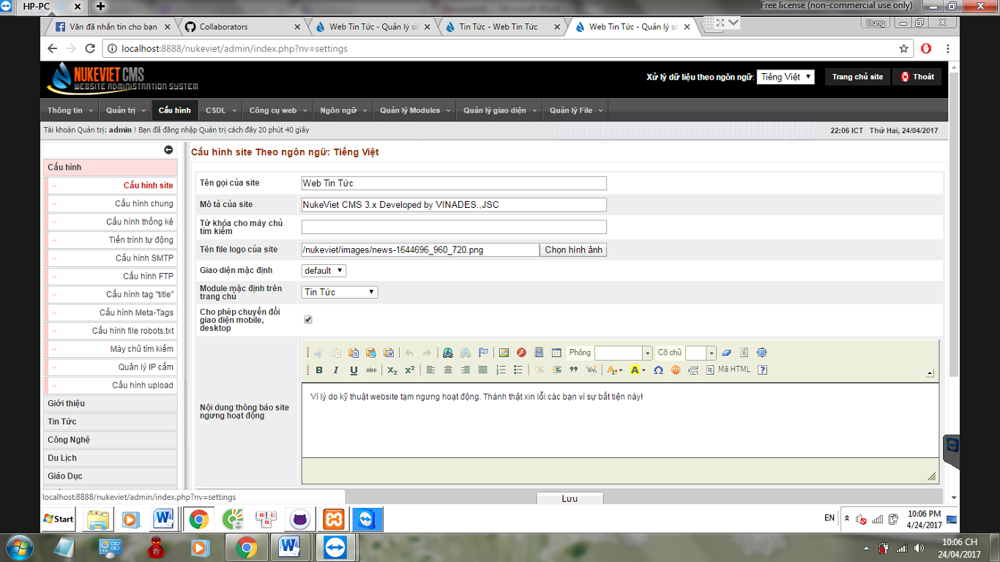 HP-PC
Free license (non-commercial use only)
Văn đã nhắn tin cho bạn
Collaborators
Web Tin Tức - Quản lý sit
Tin Tức - Web Tin Tức
Web Tin Tức - Quản lý si
Dung
localhost:8888/nukeviet/admin/index.php?nv=settings
NUKEVIET CMS
WEBSITE ADMINISTRATION SYSTEM
Xử lý dữ liệu theo ngôn ngữ: Tiếng Việt Trang chủ site Thoát
Thông tin Quản trị Cấu hình CSDL Công cụ web Ngôn ngữ Quản lý Modules Quản lý giao diện Quản lý File
Tài khoản Quản trị: admin ! Bạn đã đăng nhập Quản trị cách đây 20 phút 40 giây
22:06 ICT Thứ Hai, 24/04/2017
Cấu hình
Cấu hình site
Cấu hình chung
Cấu hình thống kê
Tiến trình tự động
Cấu hình SMTP
Cấu hình FTP
Cấu hình tag "title"
Cấu hình Meta-Tags
Cấu hình file robots.txt
Máy chủ tìm kiếm
Quản lý IP cấm
Cấu hình upload
Giới thiệu
Tin Tức
Công Nghệ
Du Lịch
Giáo Dục
Cấu hình site Theo ngôn ngữ: Tiếng Việt
Tên gọi của site Web Tin Tức
Mô tả của site NukeViet CMS 3.x Developed by VINADES.,JSC
Từ khóa cho máy chủ
tìm kiếm
Tên file logo của site /nukeviet/images/news-1644696_960_720.png Chọn hình ảnh
Giao diện mặc định default
Module mặc định trên
trang chủ
Tin Tức
Cho phép chuyển đổi
giao diện mobile,
desktop
Phông Cỡ chữ
B I U abc X2 X2 Mã HTML
Nội dung thông báo site
ngưng hoạt động
Vì lý do kỹ thuật website tạm ngưng hoạt động. Thành thật xin lỗi các bạn vì sự bất tiện này!
Lưu
localhost:8888/nukeviet/admin/index.php?nv=settings
Start
EN
10:06 PM
4/24/2017
10:06 CH
24/04/2017